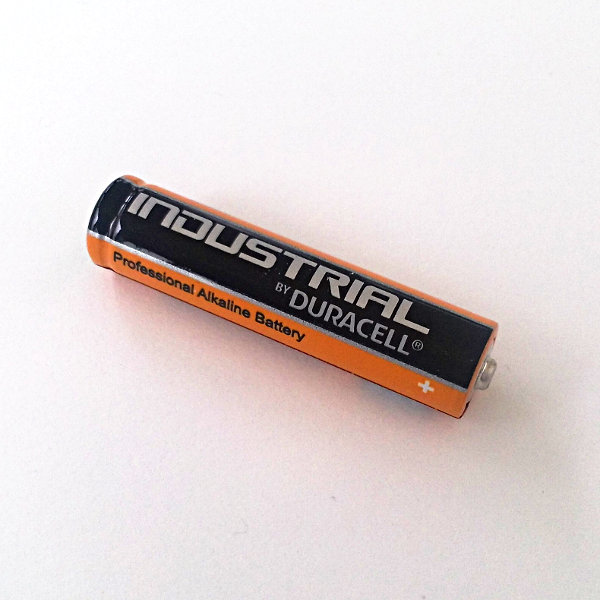 INDUSTRIAL
BY DURACELL®
Professional Alkaline Battery
+